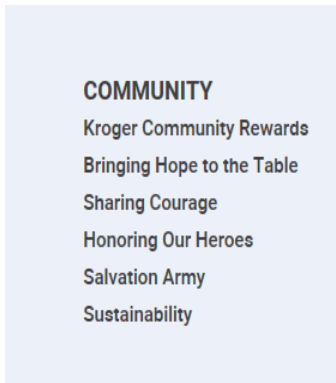 COMMUNITY
Kroger Community Rewards
Bringing Hope to the Table
Sharing Courage
Honoring Our Heroes
Salvation Army
Sustainability